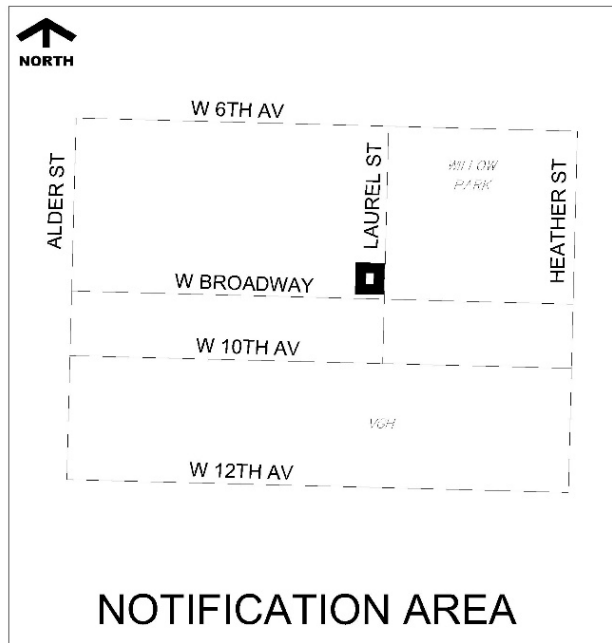 NORTH
W 6TH AV
ALDER ST
LAUREL ST
WILLOW
PARK
HEATHER ST
W BROADWAY
W 10TH AV
VGH
W 12TH AV
NOTIFICATION AREA